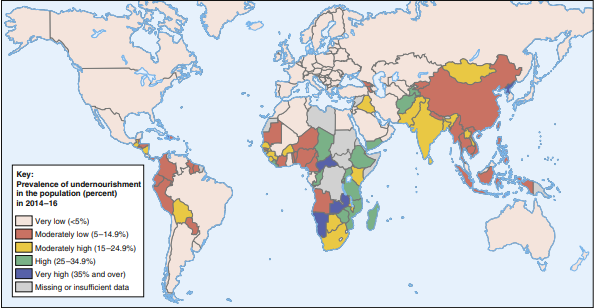 Key:
Prevalence of undernourishment
in the population (percent)
in 2014–16
Very low (<5%)
Moderately low (5–14.9%)
Moderately high (15–24.9%)
High (25–34.9%)
Very high (35% and over)
Missing or insufficient data